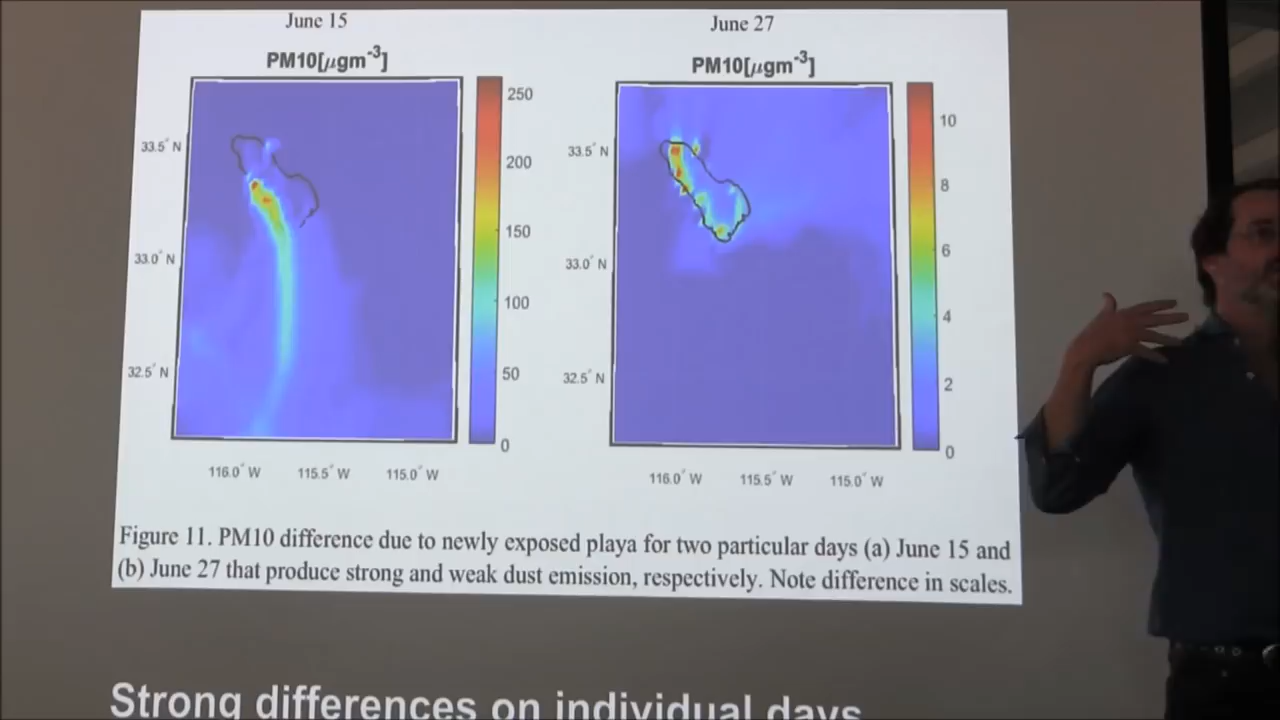 June 15
June 27
PM10[μgm-3]
PM10[μgm-3]
250
200
150
100
50
0
33.5° N
33.0° N
32.5° N
116.0° W 115.5° W 115.0° W
10
8
6
4
2
0
33.5° N
33.0° N
32.5° N
116.0° W 115.5° W 115.0° W
Figure 11. PM10 difference due to newly exposed playa for two particular days (a) June 15 and
(b) June 27 that produce strong and weak dust emission, respectively. Note difference in scales.
Strong differences on individual days